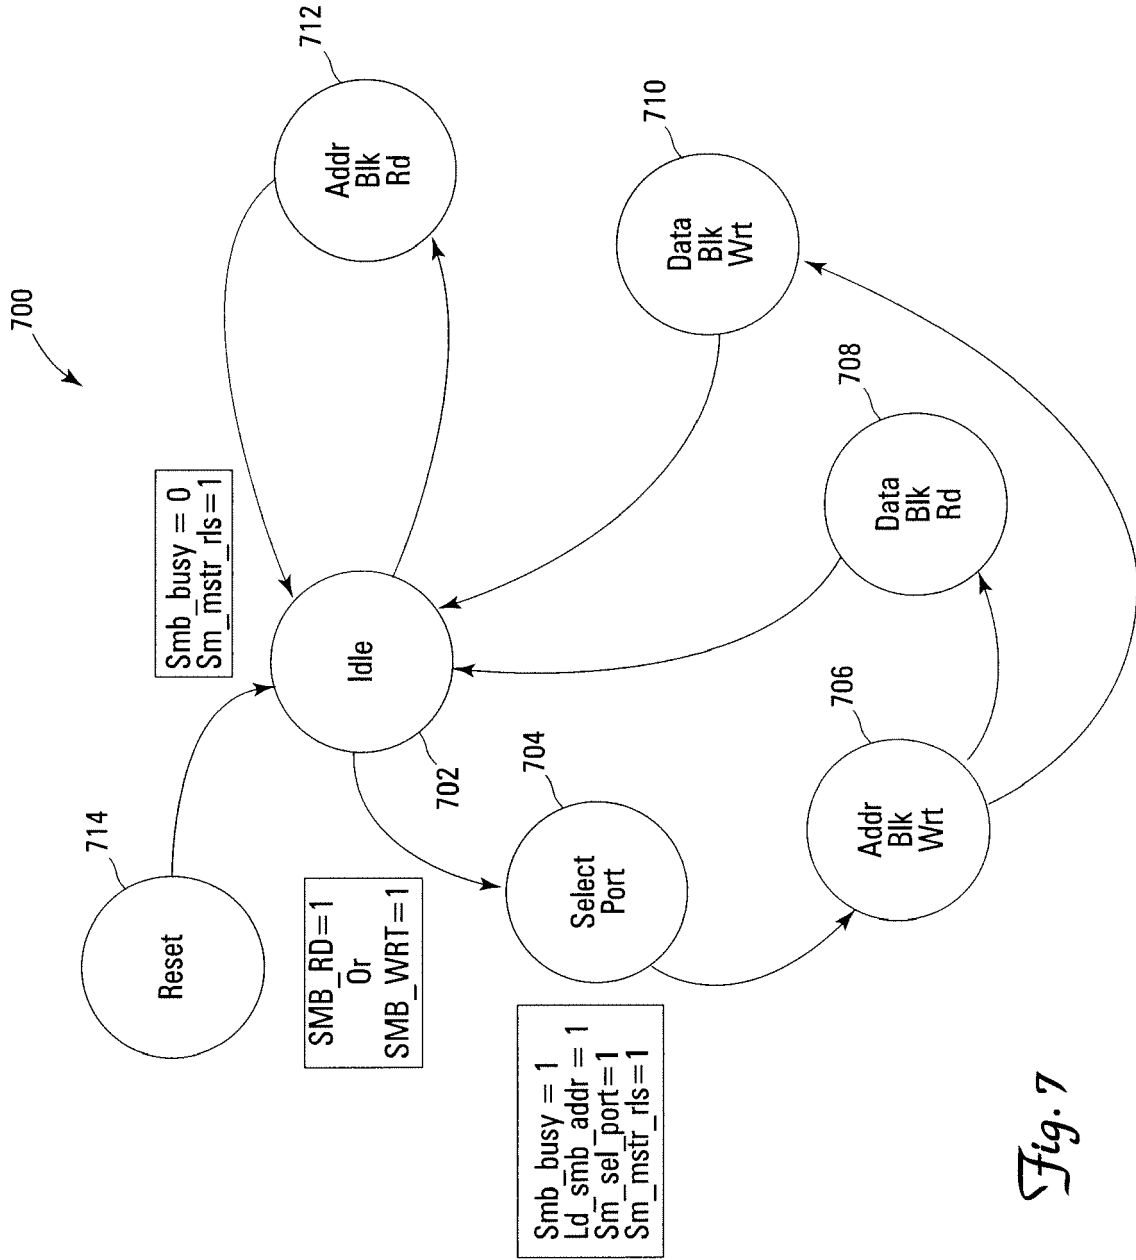 700
712
Addr
Blk
Rd
710
Data
Blk
Wrt
Smb_busy = 0
Sm_mstr_rls=1
708
Data
Blk
Rd
Idle
702
714
Reset
SMB_RD=1
Or
SMB_WRT=1
704
Select
Port
706
Addr
Blk
Wrt
Smb_busy = 1
Ld_smb_addr = 1
Sm_sel_port=1
Sm_mstr_rls=1
Fig. 7